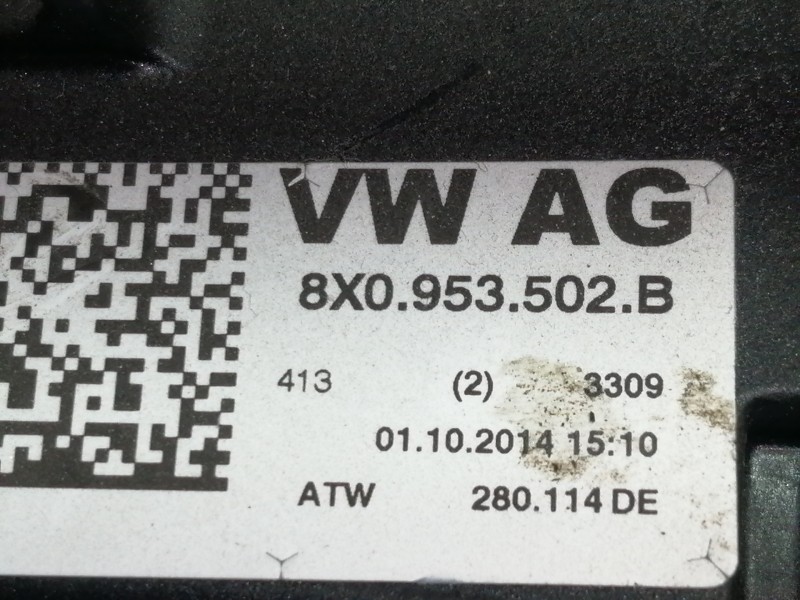 VW AG
8X0.953.502.B
413 (2) 3309
01.10.2014 15:10
ATW 280.114 DE